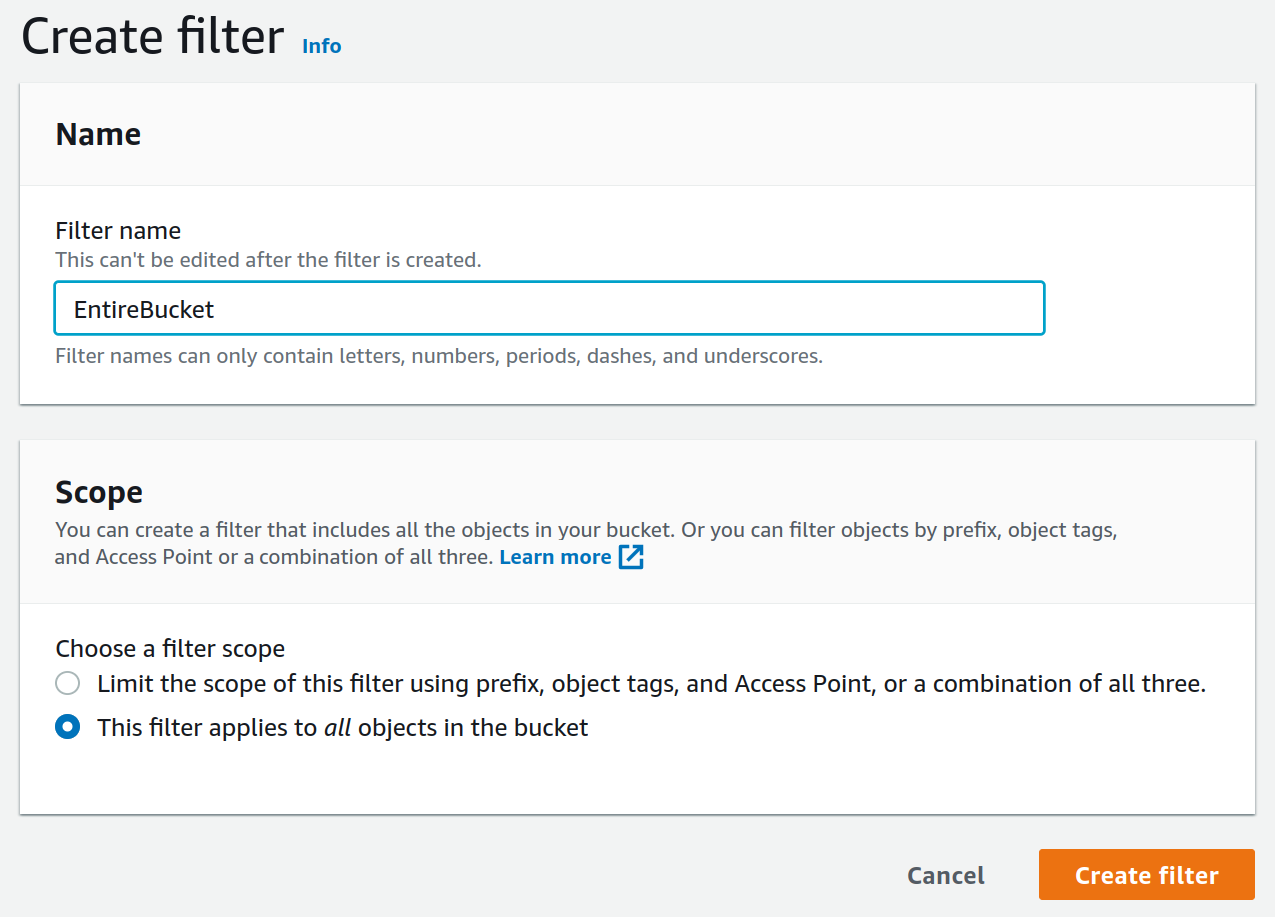 Create filter Info
Name
Filter name
This can't be edited after the filter is created.
EntireBucket
Filter names can only contain letters, numbers, periods, dashes, and underscores.
Scope
You can create a filter that includes all the objects in your bucket. Or you can filter objects by prefix, object tags,
and Access Point or a combination of all three. Learn more
Choose a filter scope
Limit the scope of this filter using prefix, object tags, and Access Point, or a combination of all three.
This filter applies to all objects in the bucket
Cancel Create filter